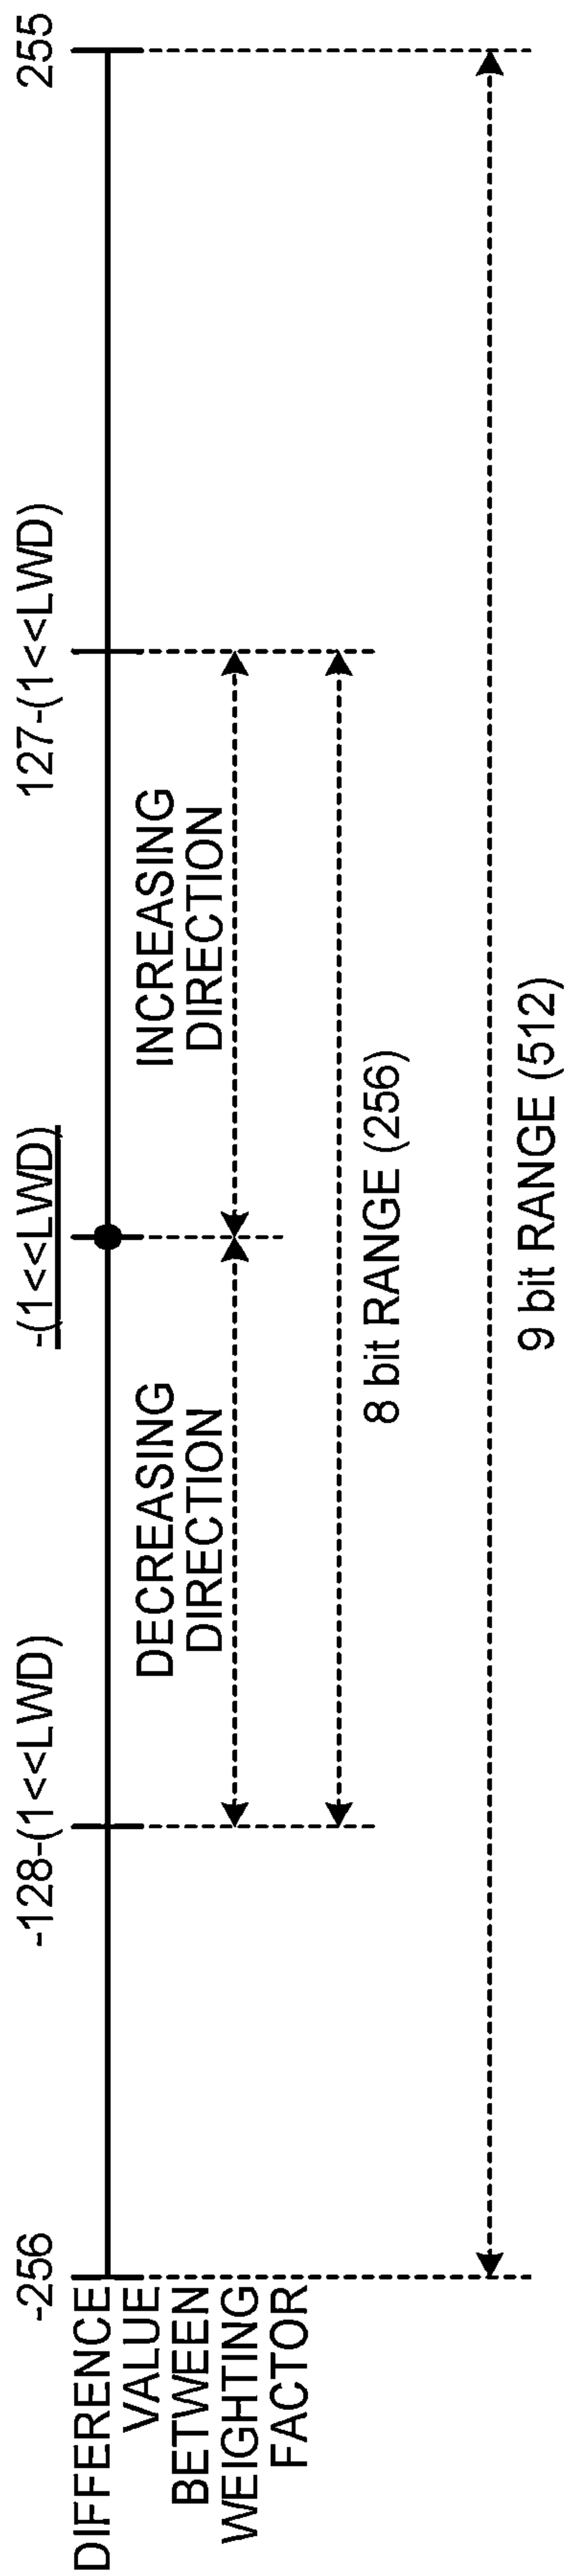 -256
-128-(1<<LWD)
-(1<<LWD)
127-(1<<LWD)
255
DIFFERENCE
VALUE
BETWEEN
WEIGHTING
FACTOR
DECREASING
DIRECTION
INCREASING
DIRECTION
8 bit RANGE (256)
9 bit RANGE (512)